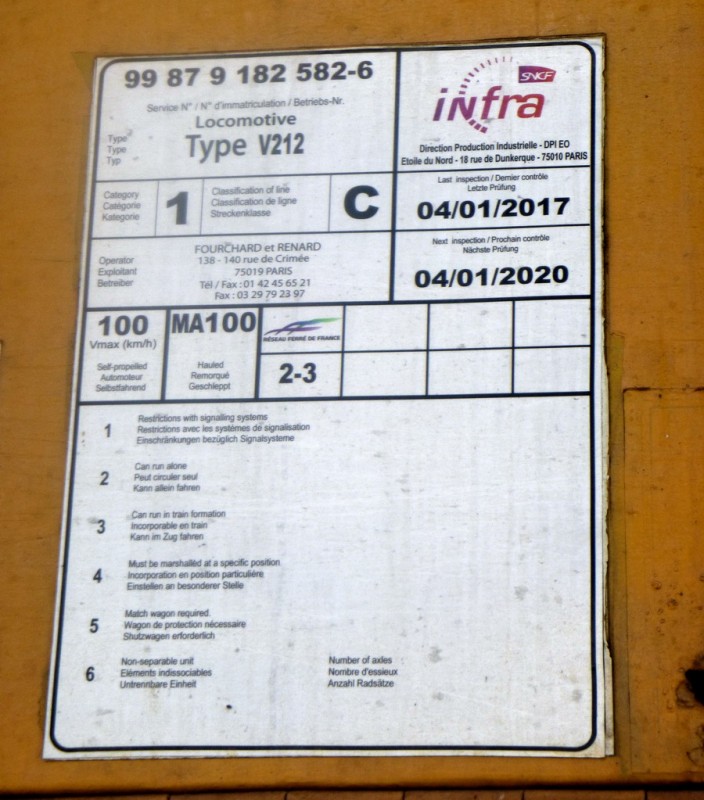 99 87 9 182 582-6
Service N° / N° d'immatriculation / Betriebs-Nr.
Locomotive
Type
Type
Typ
Type V212
SNCF
infra
Direction Production Industrielle - DPI EO
Etoile du Nord - 18 rue de Dunkerque - 75010 PARIS
Category
Catégorie
Kategorie
1
Classification of line
Classification de ligne
Streckenklasse
C
Last inspection / Dernier contrôle
Letzte Prüfung
04/01/2017
Operator
Exploitant
Betreiber
FOURCHARD et RENARD
138 - 140 rue de Crimée
75019 PARIS
Tél / Fax : 01 42 45 65 21
Fax : 03 29 79 23 97
Next inspection / Prochain contrôle
Nächste Prüfung
04/01/2020
100
Vmax (km/h)
Self-propelled
Automoteur
Selbstfahrend
MA100
Hauled
Remorqué
Geschleppt
RÉSEAU FERRÉ DE FRANCE
2-3
1
Restrictions with signalling systems
Restrictions avec les systèmes de signalisation
Einschränkungen bezüglich Signalsysteme
2
Can run alone
Peut circuler seul
Kann allein fahren
3
Can run in train formation
Incorporable en train
Kann im Zug fahren
4
Must be marshalled at a specific position
Incorporation en position particulière
Einstellen an besonderer Stelle
5
Match wagon required
Wagon de protection nécessaire
Shutzwagen erforderlich
6
Non-separable unit
Eléments indissociables
Untrennbare Einheit
Number of axles
Nombre d'essieux
Anzahl Radsätze